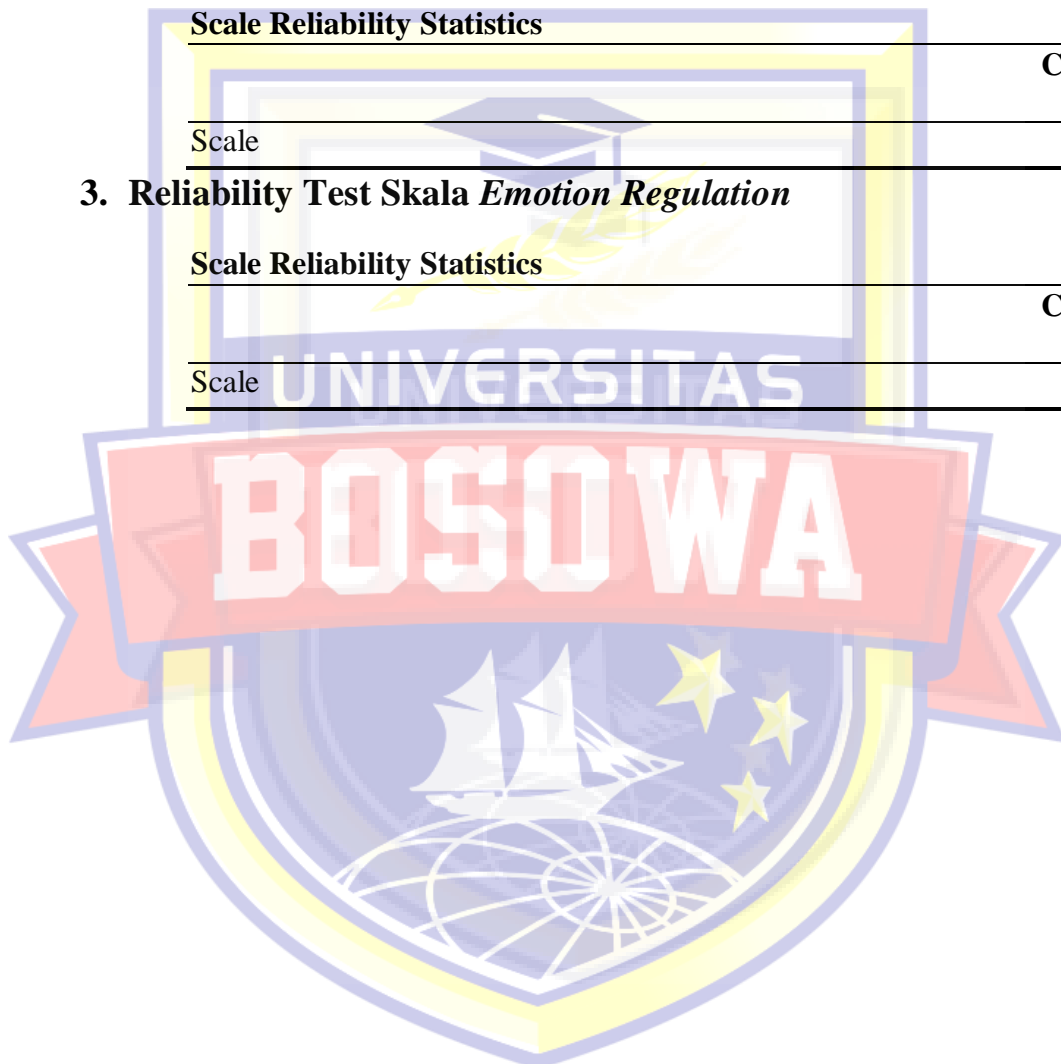 Scale Reliability Statistics
C
Scale
3. Reliability Test Skala Emotion Regulation
Scale Reliability Statistics
C
Scale
UNIVERSITAS
BOSOWA